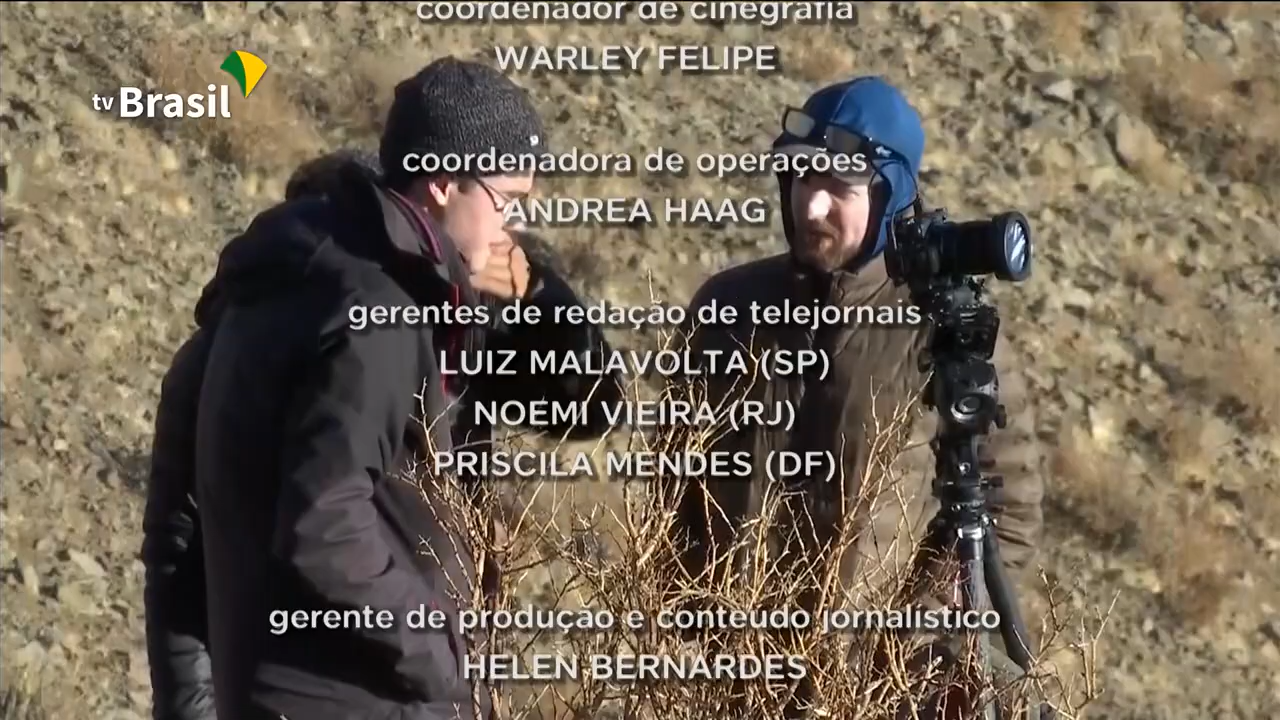 coordenador de cinegrafia
WARLEY FELIPE
tv Brasil
coordenadora de operações
ANDREA HAAG
gerentes de redação de telejornais
LUIZ MALAVOLTA (SP)
NOEMI VIEIRA (RJ)
PRISCILA MENDES (DF)
gerente de produção e conteúdo jornalístico
HELEN BERNARDES